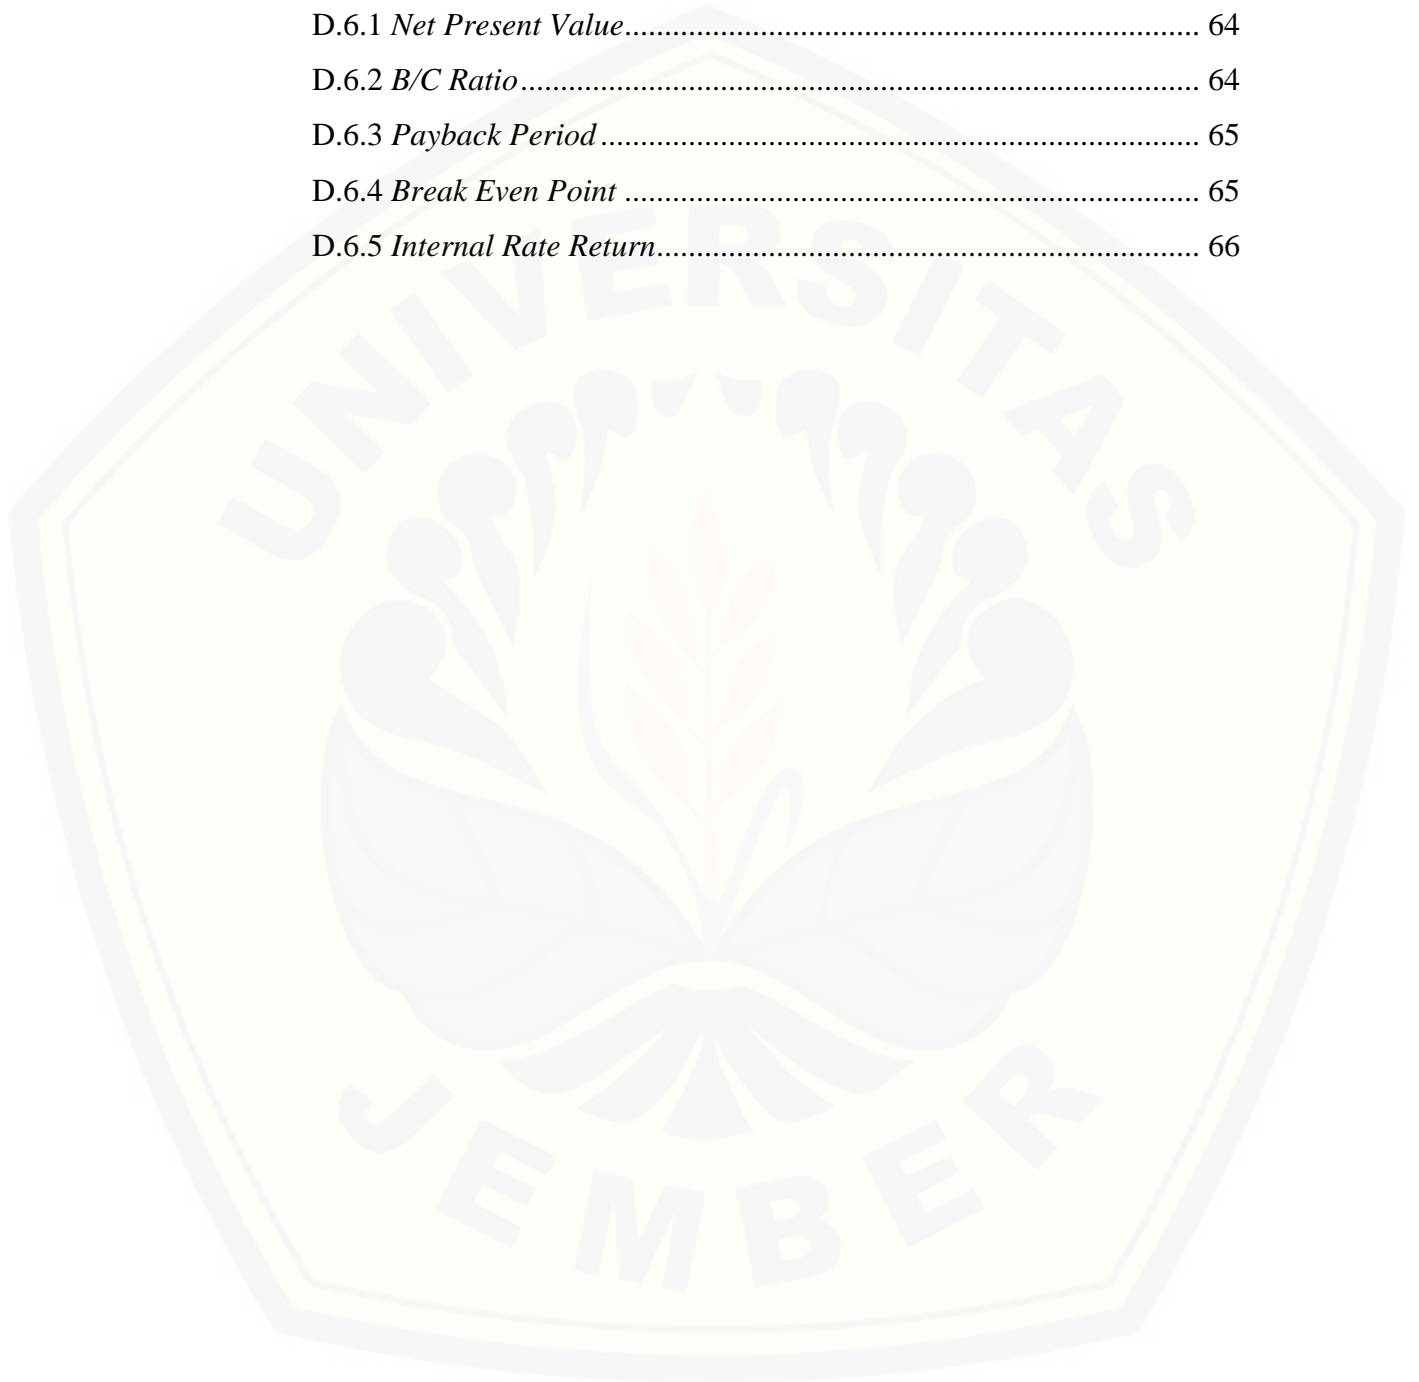 D.6.1 Net Present Value........................................................................ 64
D.6.2 B/C Ratio..................................................................................... 64
D.6.3 Payback Period........................................................................... 65
D.6.4 Break Even Point ........................................................................ 65
D.6.5 Internal Rate Return.................................................................... 66
UNIVERSITAS
JEMBER